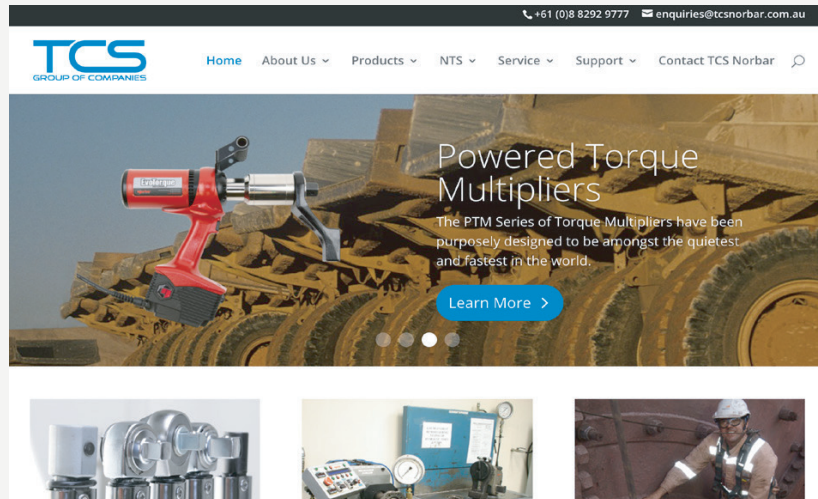 +61 (0)8 8292 9777 enquiries@tcsnorbar.com.au
TCS
GROUP OF COMPANIES
Home About Us Products NTS Service Support Contact TCS Norbar
Powered Torque
Multipliers
The PTM Series of Torque Multipliers have been
purposely designed to be amongst the quietest
and fastest in the world.
Learn More